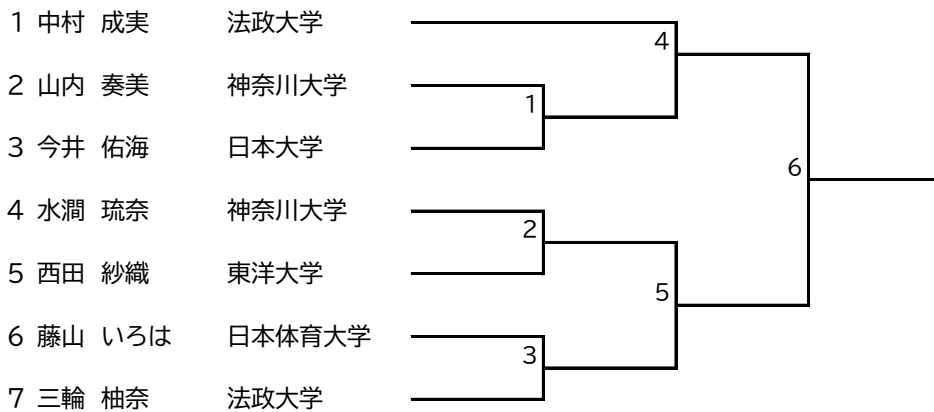 1 中村 成実 法政大学
4
2 山内 奏美 神奈川大学
1
3 今井 佑海 日本大学
6
4 水澗 琉奈 神奈川大学
2
5 西田 紗織 東洋大学
5
6 藤山 いろは 日本体育大学
3
7 三輪 柚奈 法政大学